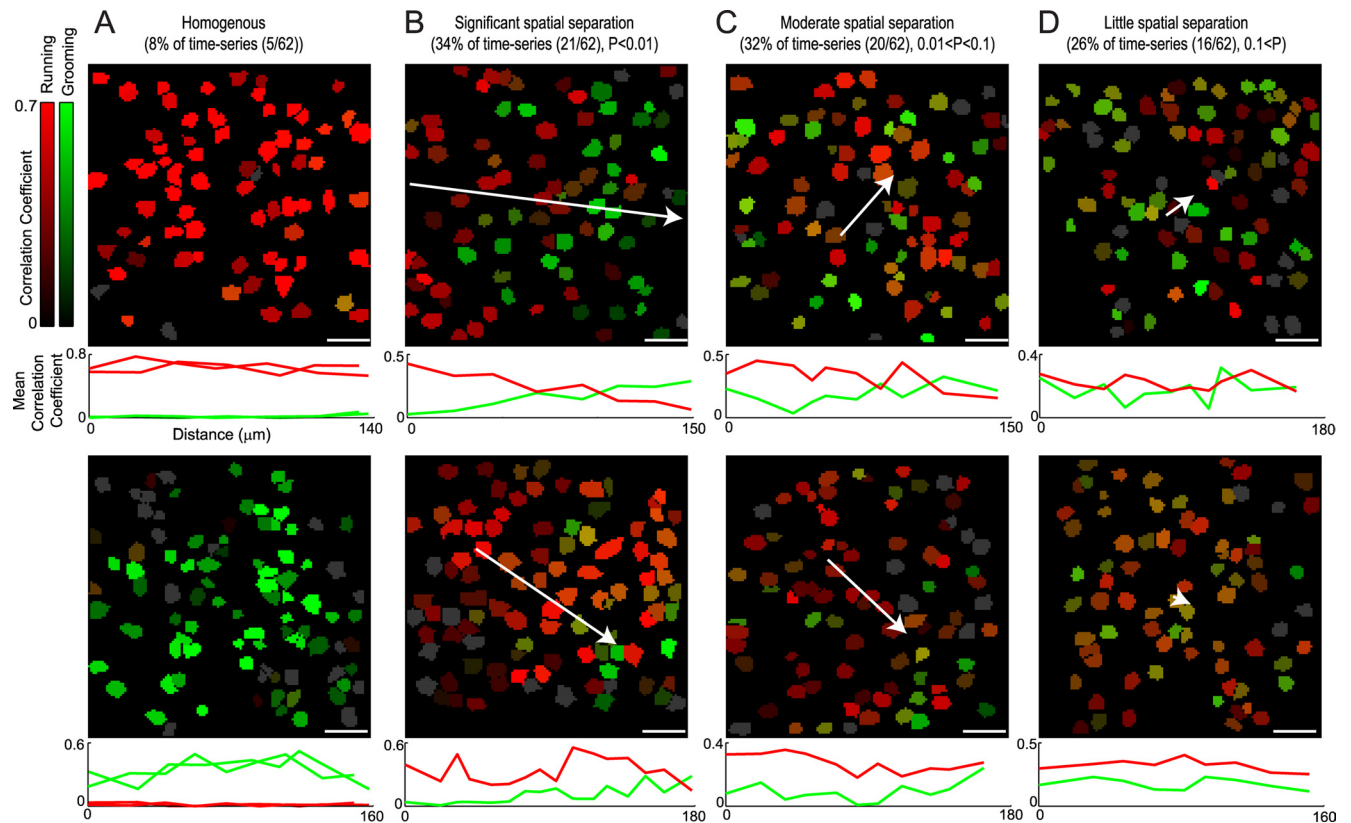 A
Homogenous
(8% of time-series (5/62))
B
Significant spatial separation
(34% of time-series (21/62), P<0.01)
C
Moderate spatial separation
(32% of time-series (20/62), 0.01<P<0.1)
D
Little spatial separation
(26% of time-series (16/62), 0.1<P)
Running
Grooming
0.7
Correlation Coefficient
0
Mean
Correlation
Coefficient
0.8
0
0
Distance (μm)
140
0.5
0
0
150
0.5
0
0
150
0.4
0
0
180
0.6
0
0
160
0.6
0
0
180
0.4
0
0
180
0.5
0
0
160